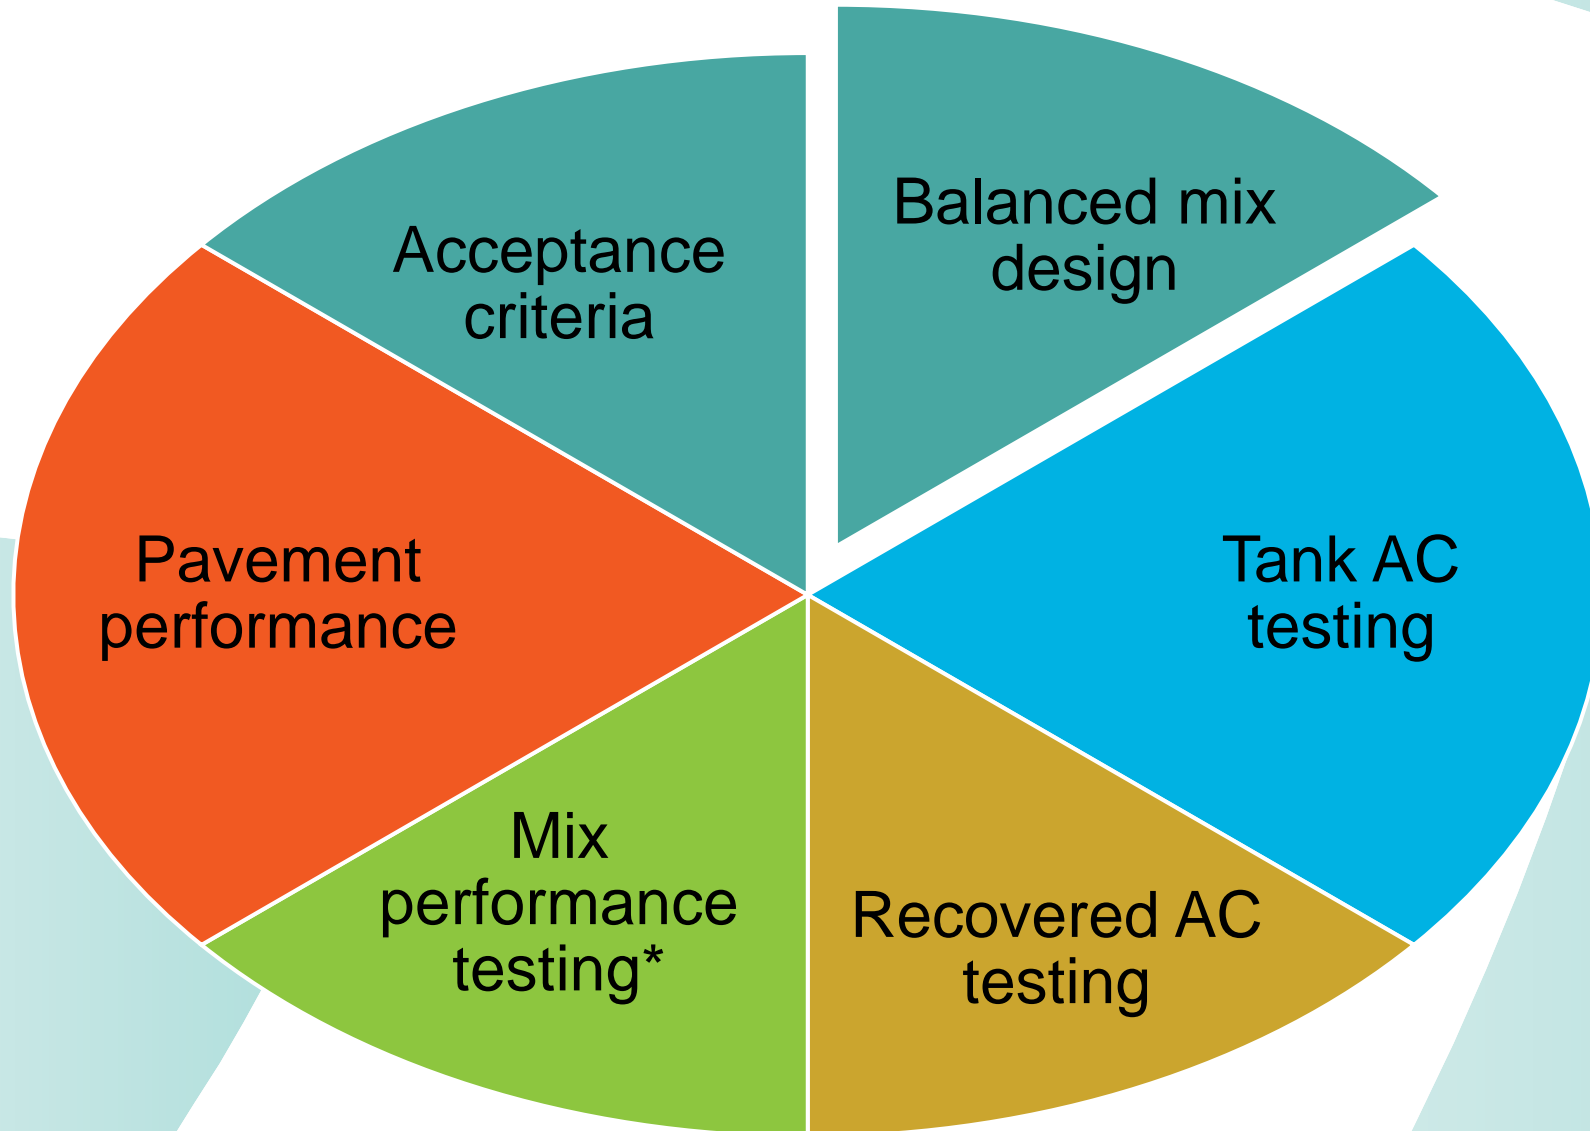 Balanced mix
design
Tank AC
testing
Recovered AC
testing
Mix
performance
testing*
Pavement
performance
Acceptance
criteria